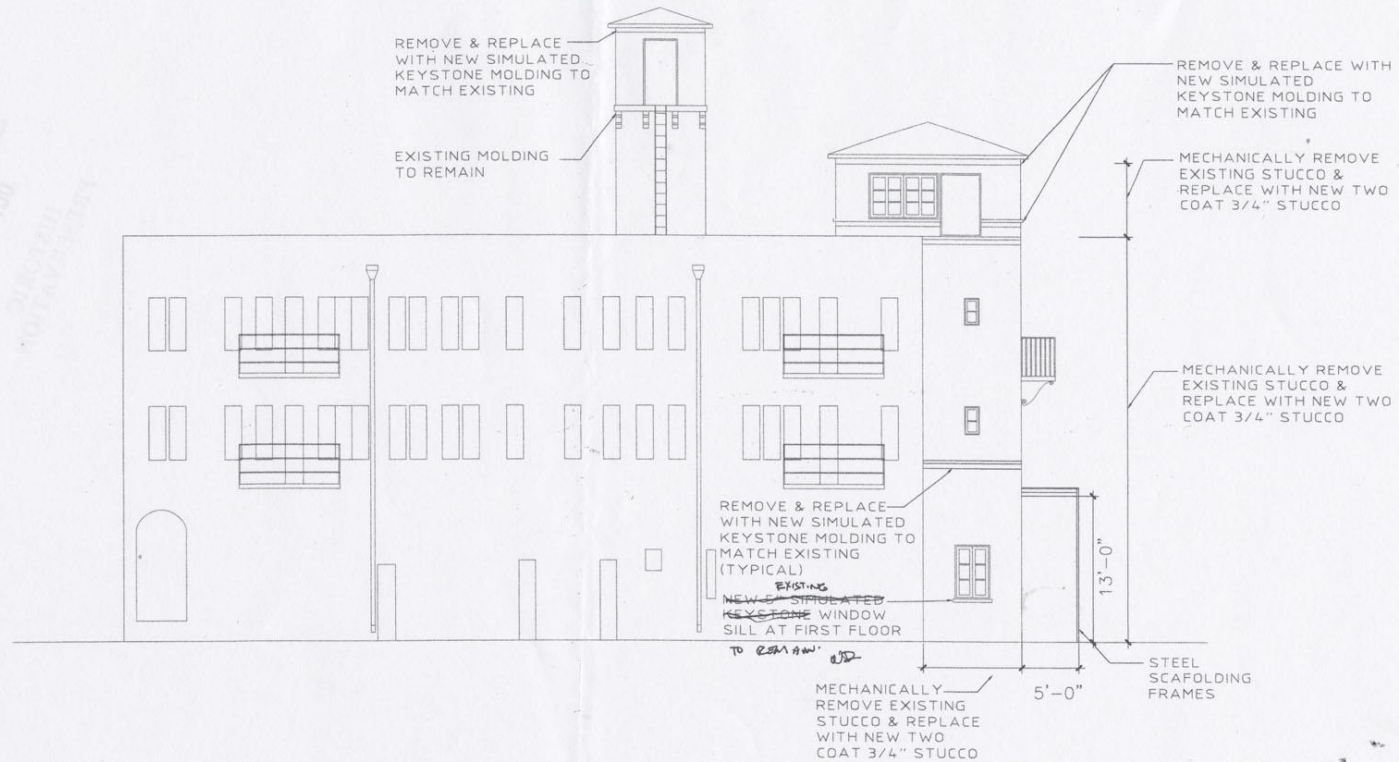 REMOVE & REPLACE
WITH NEW SIMULATED
KEYSTONE MOLDING TO
MATCH EXISTING
EXISTING MOLDING
TO REMAIN
REMOVE & REPLACE WITH
NEW SIMULATED
KEYSTONE MOLDING TO
MATCH EXISTING
MECHANICALLY REMOVE
EXISTING STUCCO &
REPLACE WITH NEW TWO
COAT 3/4" STUCCO
MECHANICALLY REMOVE
EXISTING STUCCO &
REPLACE WITH NEW TWO
COAT 3/4" STUCCO
REMOVE & REPLACE
WITH NEW SIMULATED
KEYSTONE MOLDING TO
MATCH EXISTING
(TYPICAL)
EXISTING
NEW 6" SIMULATED
KEYSTONE WINDOW
SILL AT FIRST FLOOR
TO REMAIN.
13'-0"
5'-0"
STEEL
SCAFOLDING
FRAMES
MECHANICALLY
REMOVE EXISTING
STUCCO & REPLACE
WITH NEW TWO
COAT 3/4" STUCCO
HISTORIC
PRESERVATION